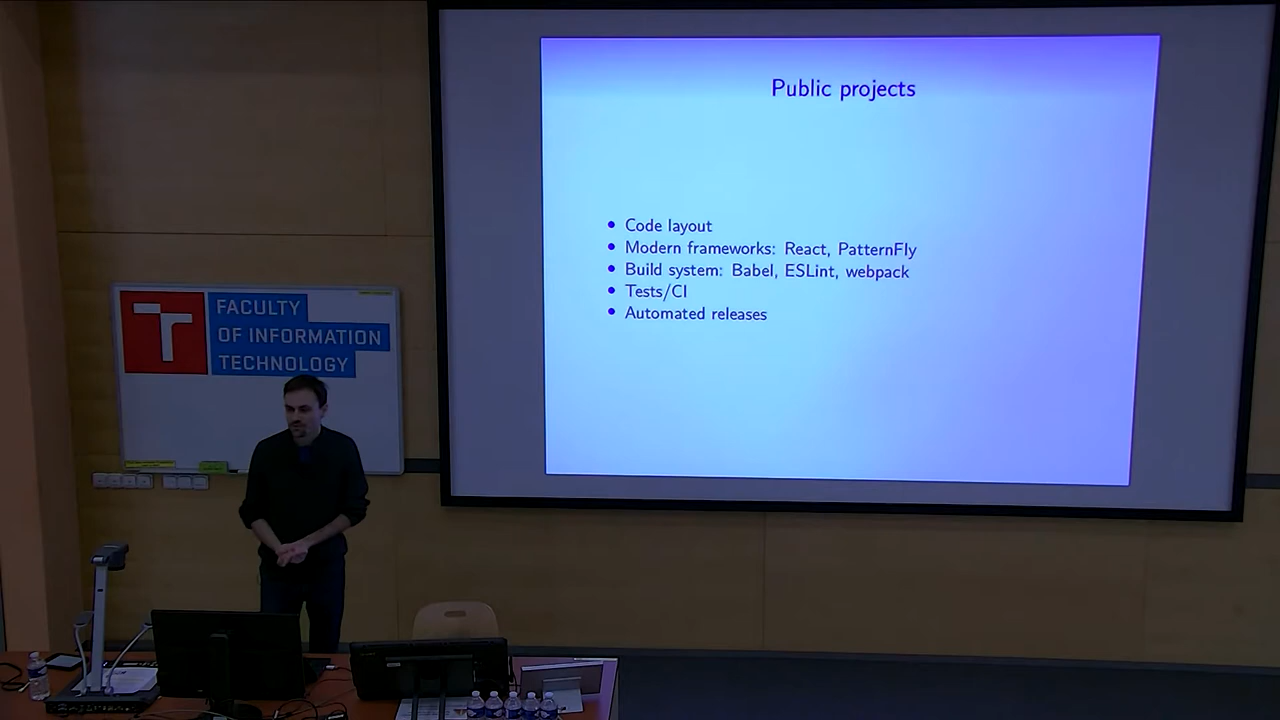 Public projects
Code layout
Modern frameworks: React, PatternFly
Build system: Babel, ESLint, webpack
Tests/CI
Automated releases
FACULTY
OF INFORMATION
TECHNOLOGY